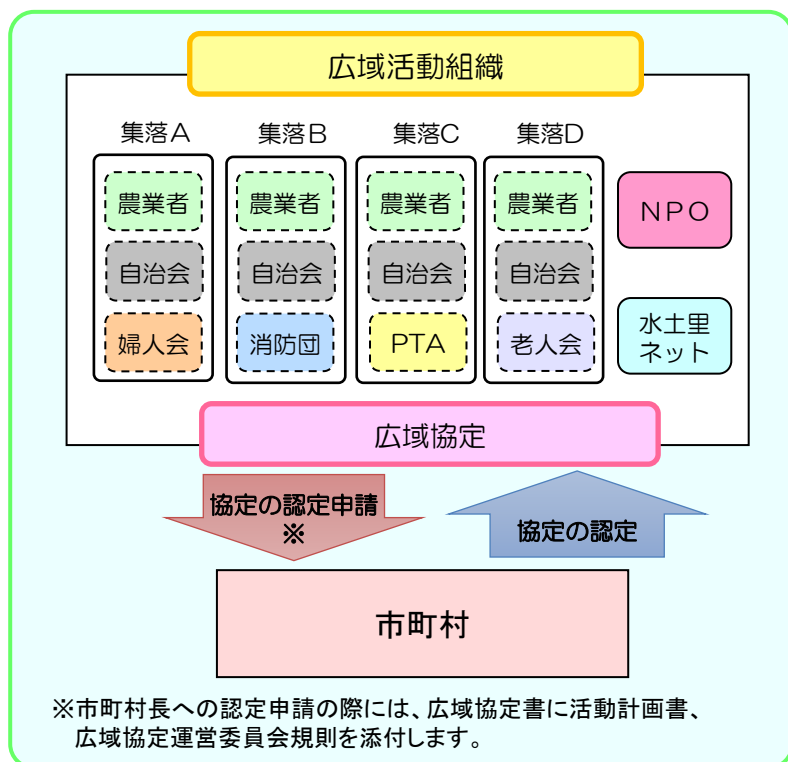 広域活動組織
集落A
農業者
自治会
婦人会
集落B
農業者
自治会
消防団
集落C
農業者
自治会
PTA
集落D
農業者
自治会
老人会
NPO
水土里
ネット
広域協定
協定の認定申請
※
協定の認定
市町村
※市町村長への認定申請の際には、広域協定書に活動計画書、
広域協定運営委員会規則を添付します。